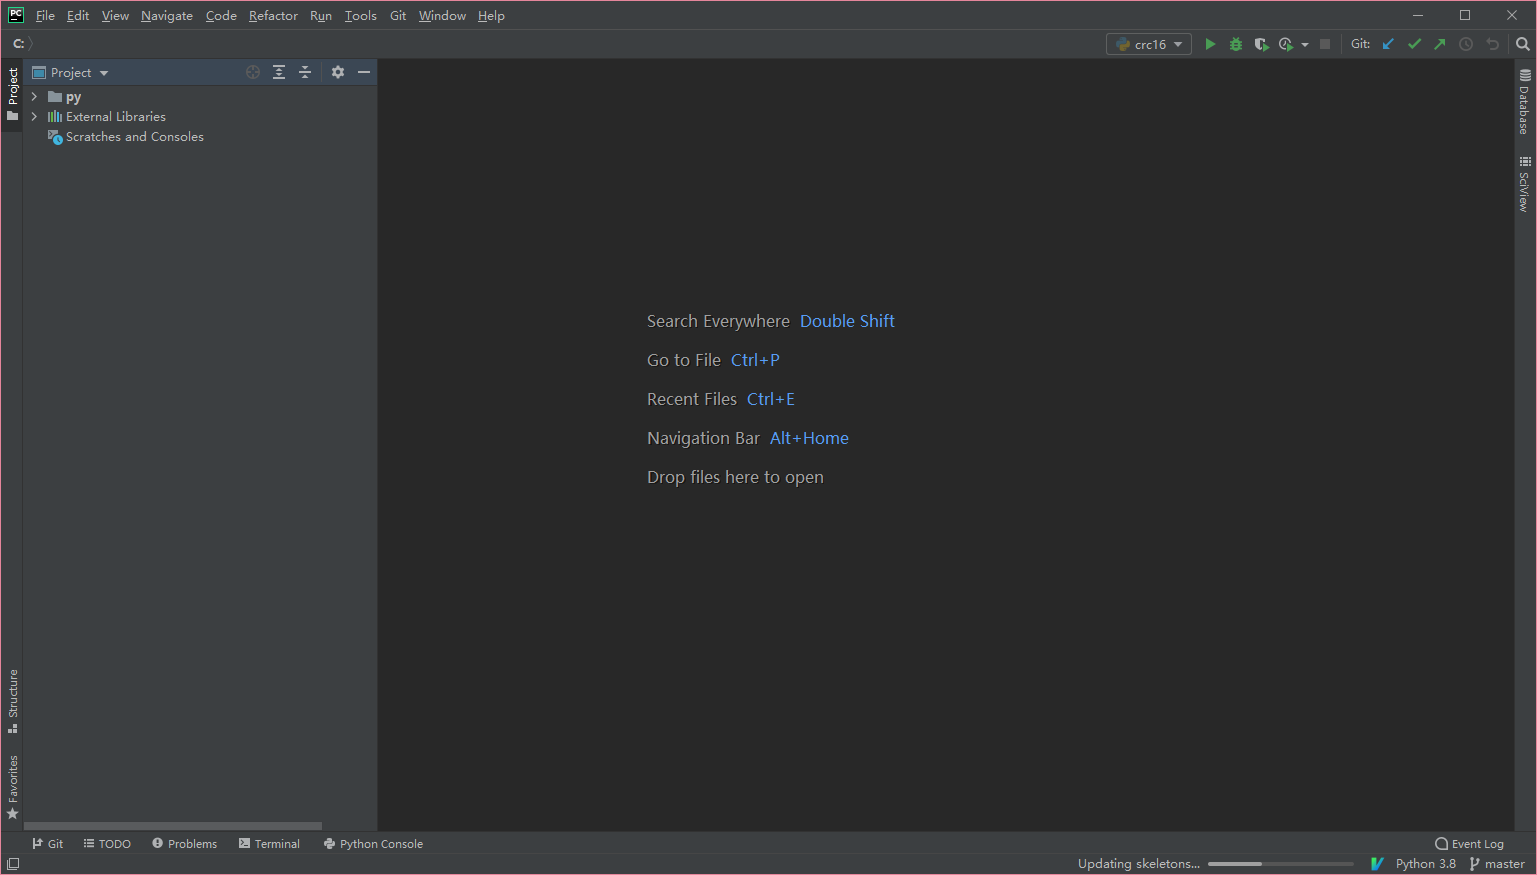 PC File Edit View Navigate Code Refactor Run Tools Git Window Help
C: crc16 Git:
Project
Project
py
External Libraries
Scratches and Consoles
Search Everywhere Double Shift
Go to File Ctrl+P
Recent Files Ctrl+E
Navigation Bar Alt+Home
Drop files here to open
Database
SciView
Structure
Favorites
Git TODO Problems Terminal Python Console Event Log
Updating skeletons... Python 3.8 master